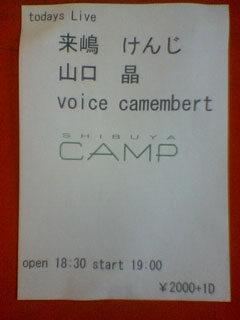 todays Live
来嶋 けんじ
山口 晶
voice camembert
SHIBUYA
CAMP
open 18:30 start 19:00
￥2000+1D